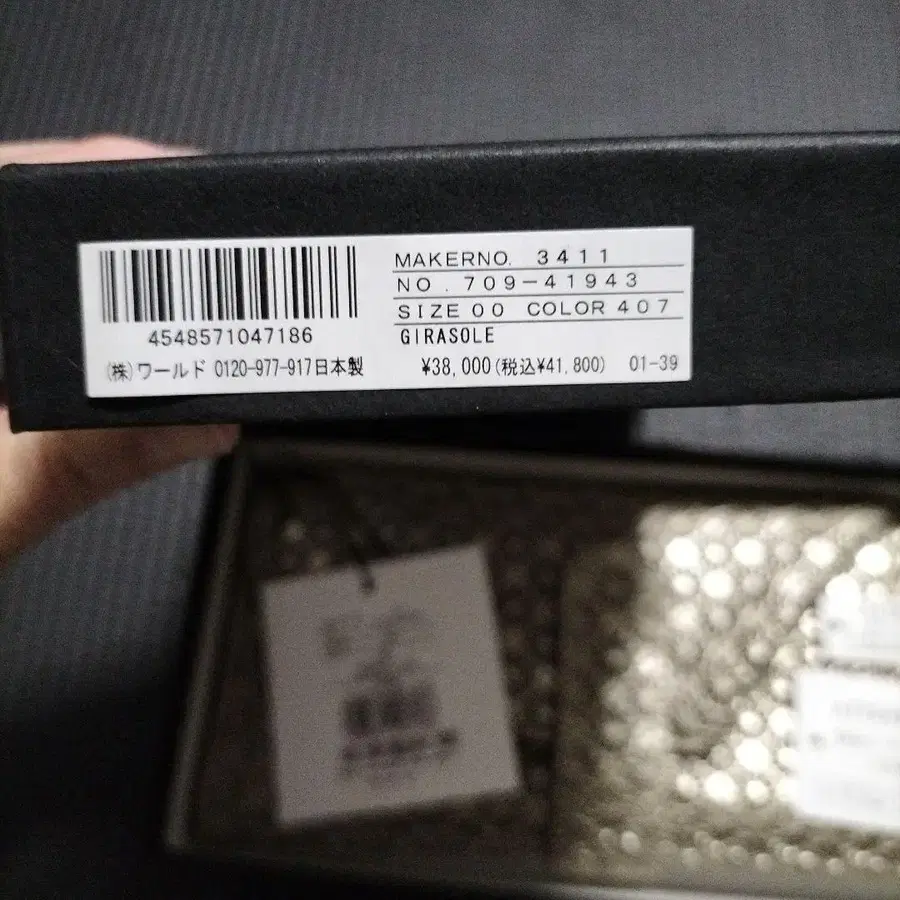 MAKERNO. 3411
NO. 709-41943
SIZE 00 COLOR 407
GIRASOLE
4548571047186
(株)ワールド 0120-977-917日本製
¥38,000(税込¥41,800) 01-39